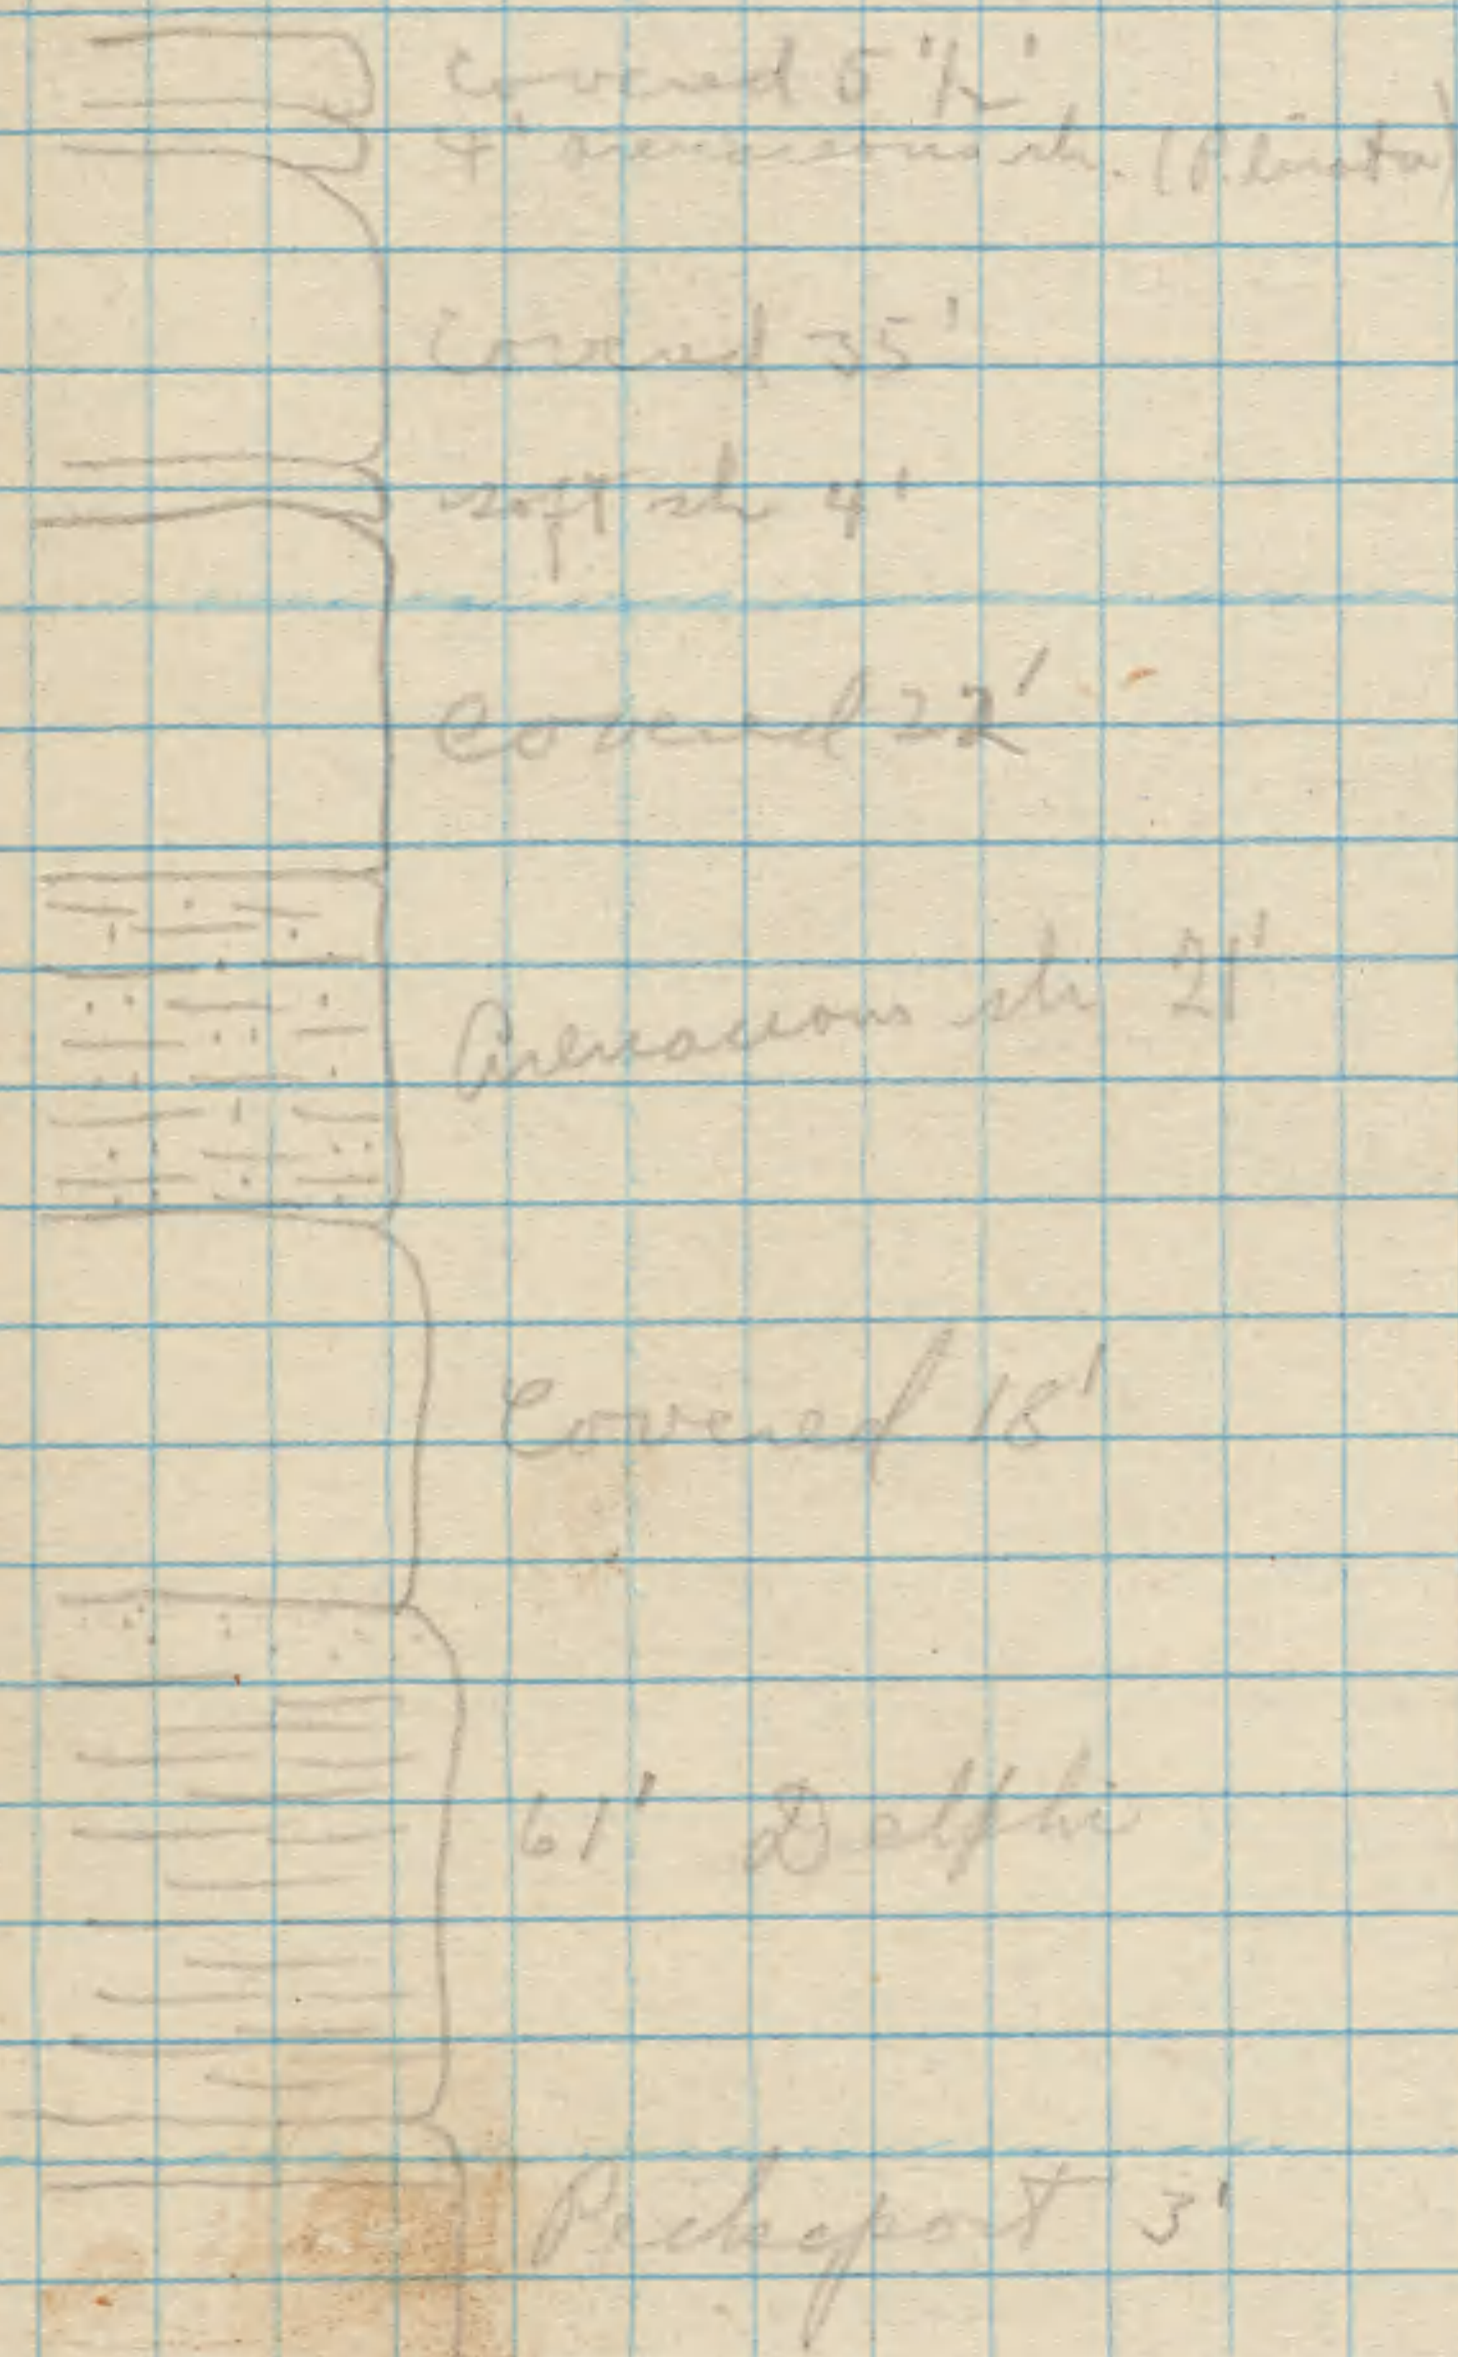 Covered 5 1/2'
4' arenaceous sh. (P. lirata)
Covered 35'
soft sh 4'
Covered 22'
Arenaceous sh 21'
Covered 18'
61' Delphi
Pecksport 3'